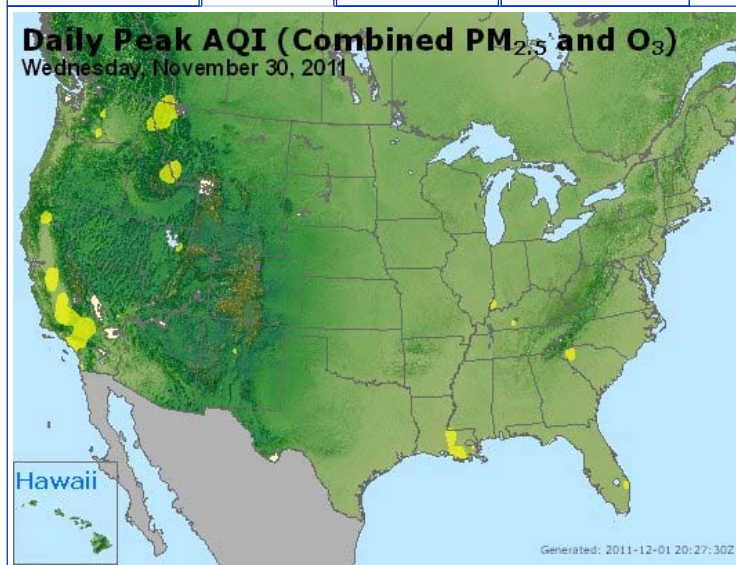 Daily Peak AQI (Combined PM2.5 and O3)
Wednesday, November 30, 2011
Hawaii
Generated: 2011-12-01 20:27:30Z